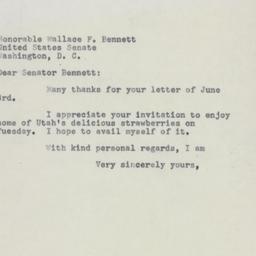 Honorable Wallace F. Bennett
United States Senate
Washington, D. C.
Dear Senator Bennett:
Many thanks for your letter of June
3rd.
I appreciate your invitation to enjoy
some of Utah's delicious strawberries on
Tuesday. I hope to avail myself of it.
With kind personal regards, I am
Very sincerely yours,